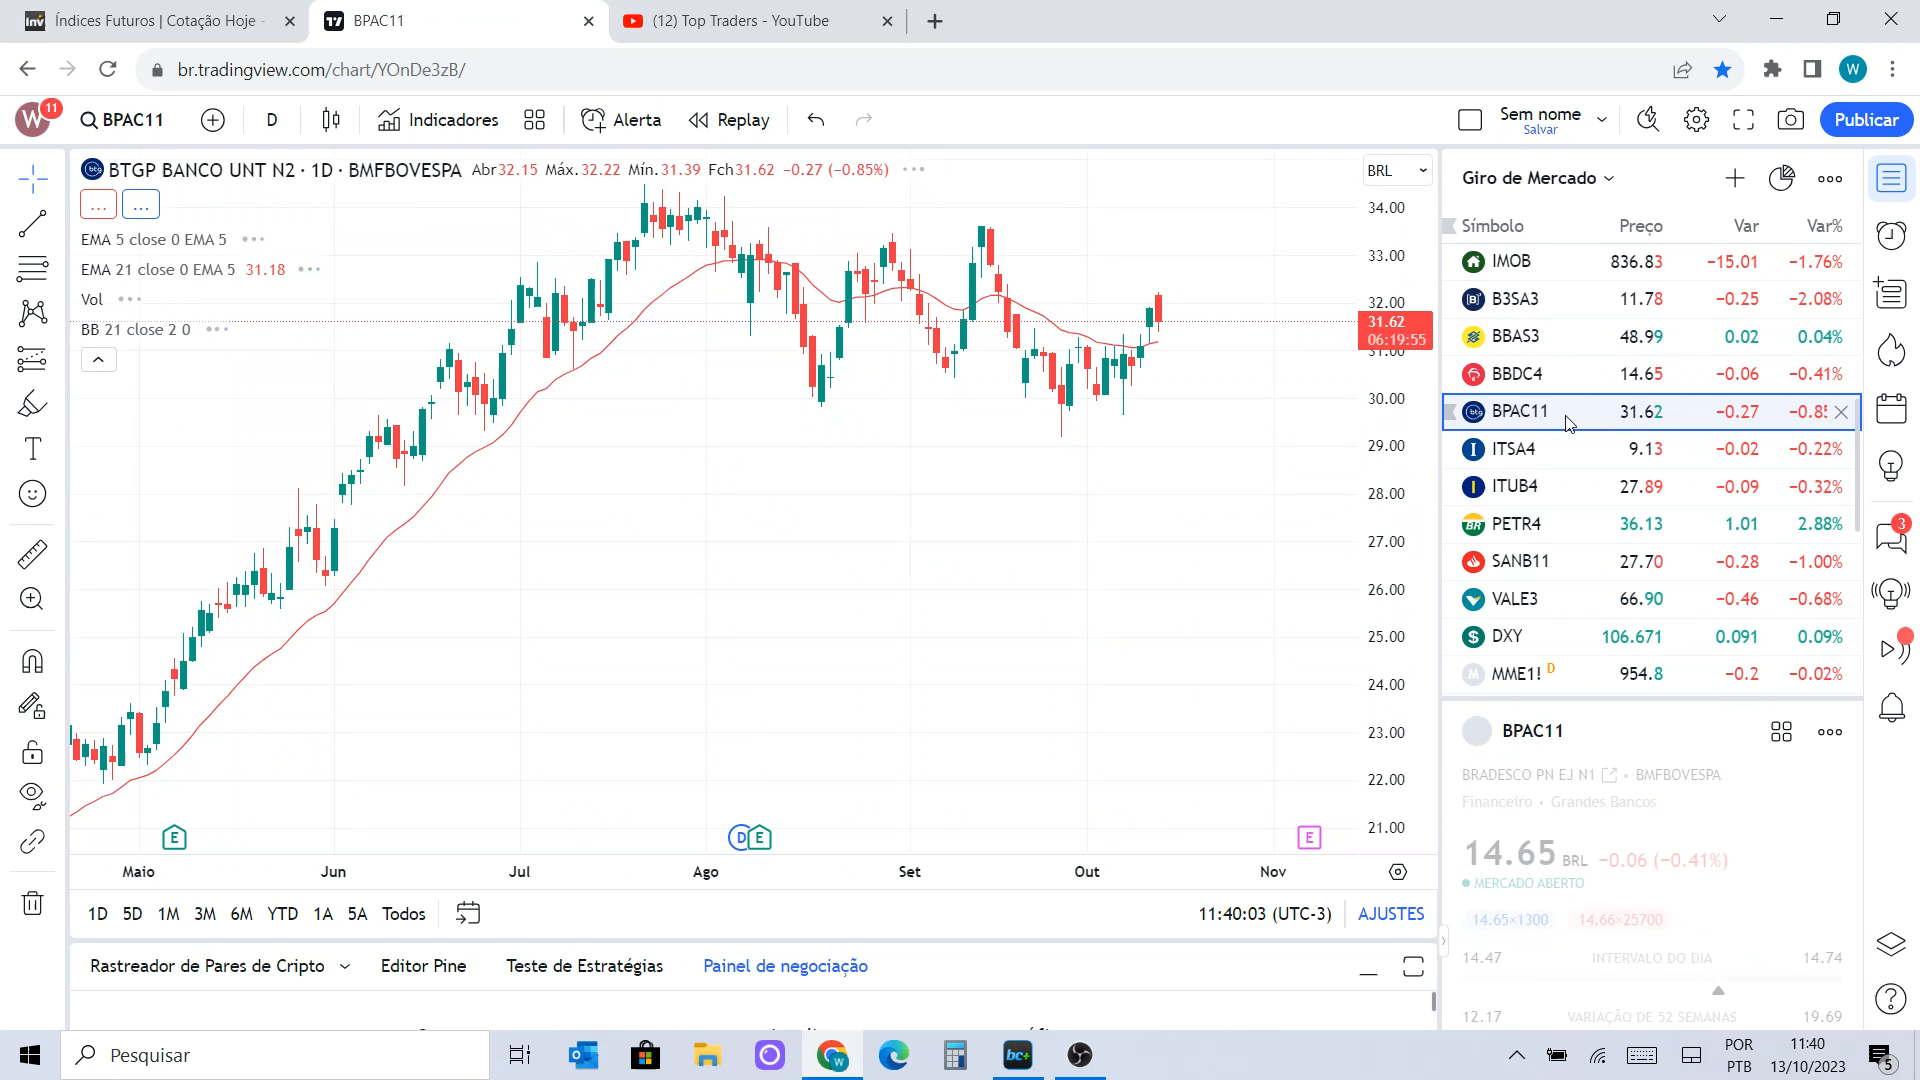 Índices Futuros | Cotação Hoje -
BPAC11
(12) Top Traders - YouTube
br.tradingview.com/chart/YOnDe3zB/
W
W
11
BPAC11
D
Indicadores
Alerta
Replay
Sem nome
Salvar
Publicar
BTGP BANCO UNT N2 · 1D · BMFBOVESPA Abr32.15 Máx.32.22 Mín.31.39 Fch31.62 −0.27 (−0.85%)
BRL
EMA 5 close 0 EMA 5
EMA 21 close 0 EMA 5 31.18
Vol
BB 21 close 2 0
34.00
33.00
32.00
31.62
06:19:55
31.00
30.00
29.00
28.00
27.00
26.00
25.00
24.00
23.00
22.00
21.00
E
D
E
E
Maio
Jun
Jul
Ago
Set
Out
Nov
1D
5D
1M
3M
6M
YTD
1A
5A
Todos
11:40:03 (UTC-3)
AJUSTES
Rastreador de Pares de Cripto
Editor Pine
Teste de Estratégias
Painel de negociação
Giro de Mercado
Símbolo Preço Var Var%
IMOB 836.83 −15.01 −1.76%
B3SA3 11.78 −0.25 −2.08%
BBAS3 48.99 0.02 0.04%
BBDC4 14.65 −0.06 −0.41%
BPAC11 31.62 −0.27
ITSA4 9.13 −0.02 −0.22%
ITUB4 27.89 −0.09 −0.32%
PETR4 36.13 1.01 2.88%
SANB11 27.70 −0.28 −1.00%
VALE3 66.90 −0.46 −0.68%
DXY 106.671 0.091 0.09%
MME1! D 954.8 −0.2 −0.02%
BPAC11
BRADESCO PN EJ N1 • BMFBOVESPA
Financeiro • Grandes Bancos
14.65 BRL −0.06 (−0.41%)
MERCADO ABERTO
14.65×1300 14.66×25700
14.47 INTERVALO DO DIA 14.74
12.17 VARIAÇÃO DE 52 SEMANAS 19.69
3
Pesquisar
POR
PTB
11:40
13/10/2023
5